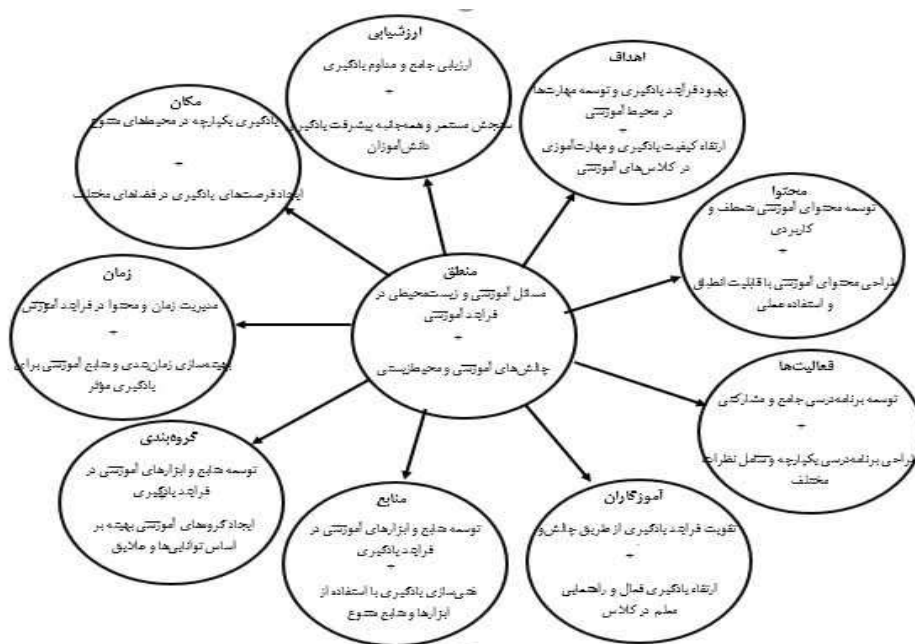 ارزشیابی
ارزیابی جامع و مداوم یادگیری
+
سنجش مستمر و همه‌جانبه پیشرفت یادگیری
دانش‌آموزان
اهداف
بهبود فرآیند یادگیری و توسعه مهارت‌ها
در محیط آموزشی
+
ارتقاء کیفیت یادگیری و مهارت‌آموزی
در کلاس‌های آموزشی
مکان
یادگیری یکپارچه در محیط‌های متنوع
+
ایجاد فرصت‌های یادگیری در فضاهای مختلف
محتوا
توسعه محتوای آموزشی منعطف و
کاربردی
+
طراحی محتوای آموزشی با قابلیت انطباق
و استفاده عملی
منطق
مسائل آموزشی و زیست‌محیطی در
فرایند آموزشی
+
چالش‌های آموزشی و محیط‌زیستی
زمان
مدیریت زمان و محتوا در فرایند آموزش
+
بهینه‌سازی زمان‌بندی و منابع آموزشی برای
یادگیری مؤثر
فعالیت‌ها
توسعه برنامه‌درسی جامع و مشارکتی
+
طراحی برنامه‌درسی یکپارچه و شامل نظرات
مختلف
گروه‌بندی
توسعه منابع و ابزارهای آموزشی در
فرایند یادگیری
+
ایجاد گروه‌های آموزشی بهینه بر
اساس توانایی‌ها و علایق
منابع
توسعه منابع و ابزارهای آموزشی در
فرایند یادگیری
+
غنی‌سازی یادگیری با استفاده از
ابزارها و منابع متنوع
آموزگاران
تقویت فرایند یادگیری از طریق چالش و
+
ارتقاء یادگیری فعال و راهنمایی
معلم در کلاس